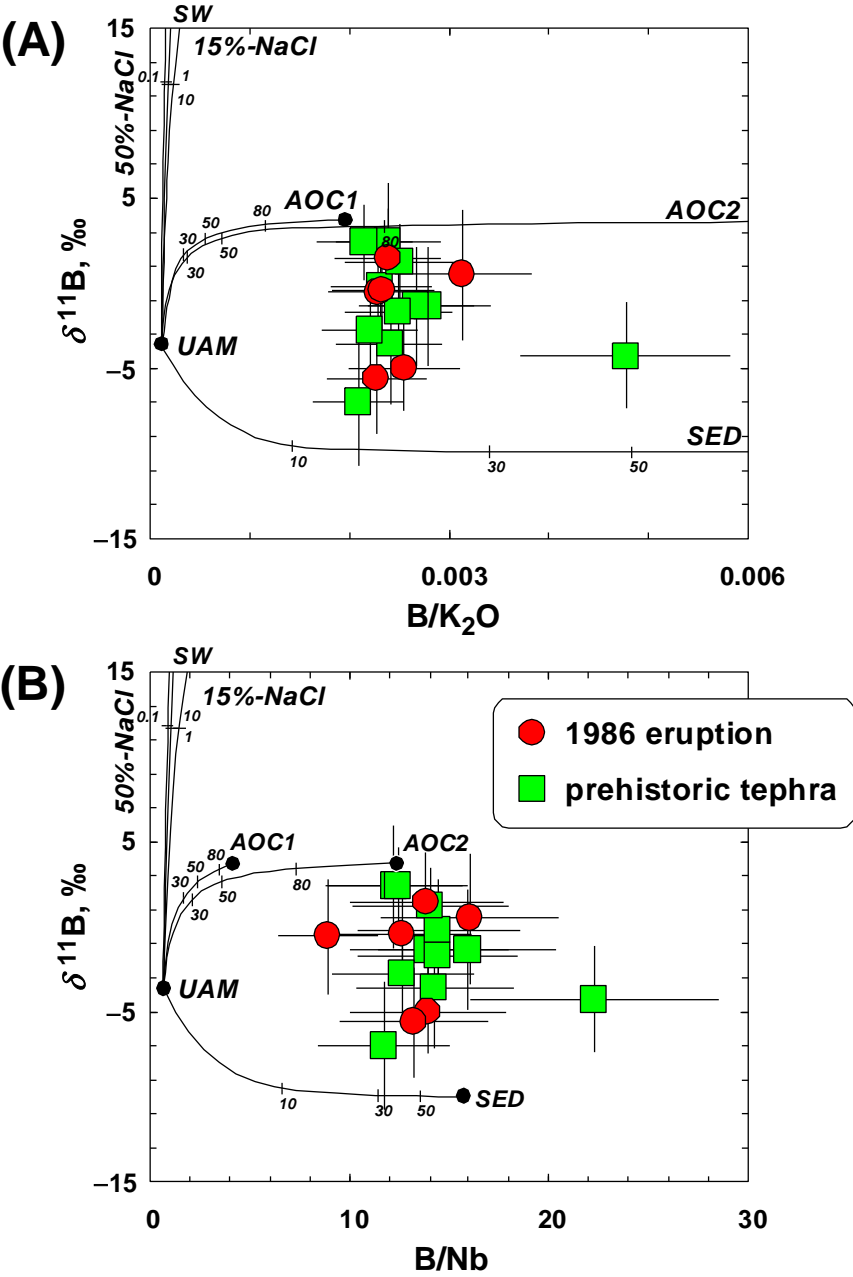 (A)
SW
15
15%-NaCl
50%-NaCl
0.1
1
10
5
AOC1
AOC2
80
50
30
50
30
80
δ¹¹B, ‰
UAM
−5
SED
10
30
50
−15
0
0.003
0.006
B/K₂O
(B)
SW
15
15%-NaCl
50%-NaCl
0.1
10
1
1986 eruption
prehistoric tephra
5
AOC1
AOC2
80
50
30
80
50
30
δ¹¹B, ‰
UAM
−5
SED
10
30
50
−15
0
10
20
30
B/Nb